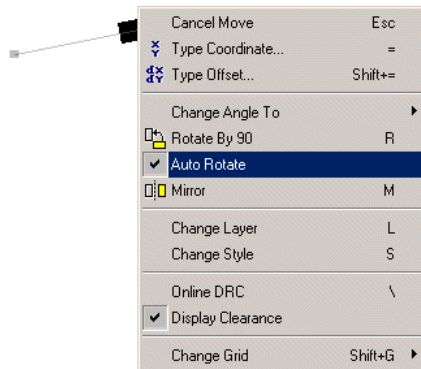 Cancel Move Esc
Type Coordinate... =
Type Offset... Shift+=
Change Angle To
Rotate By 90 R
Auto Rotate
Mirror M
Change Layer L
Change Style S
Online DRC \
Display Clearance
Change Grid Shift+G